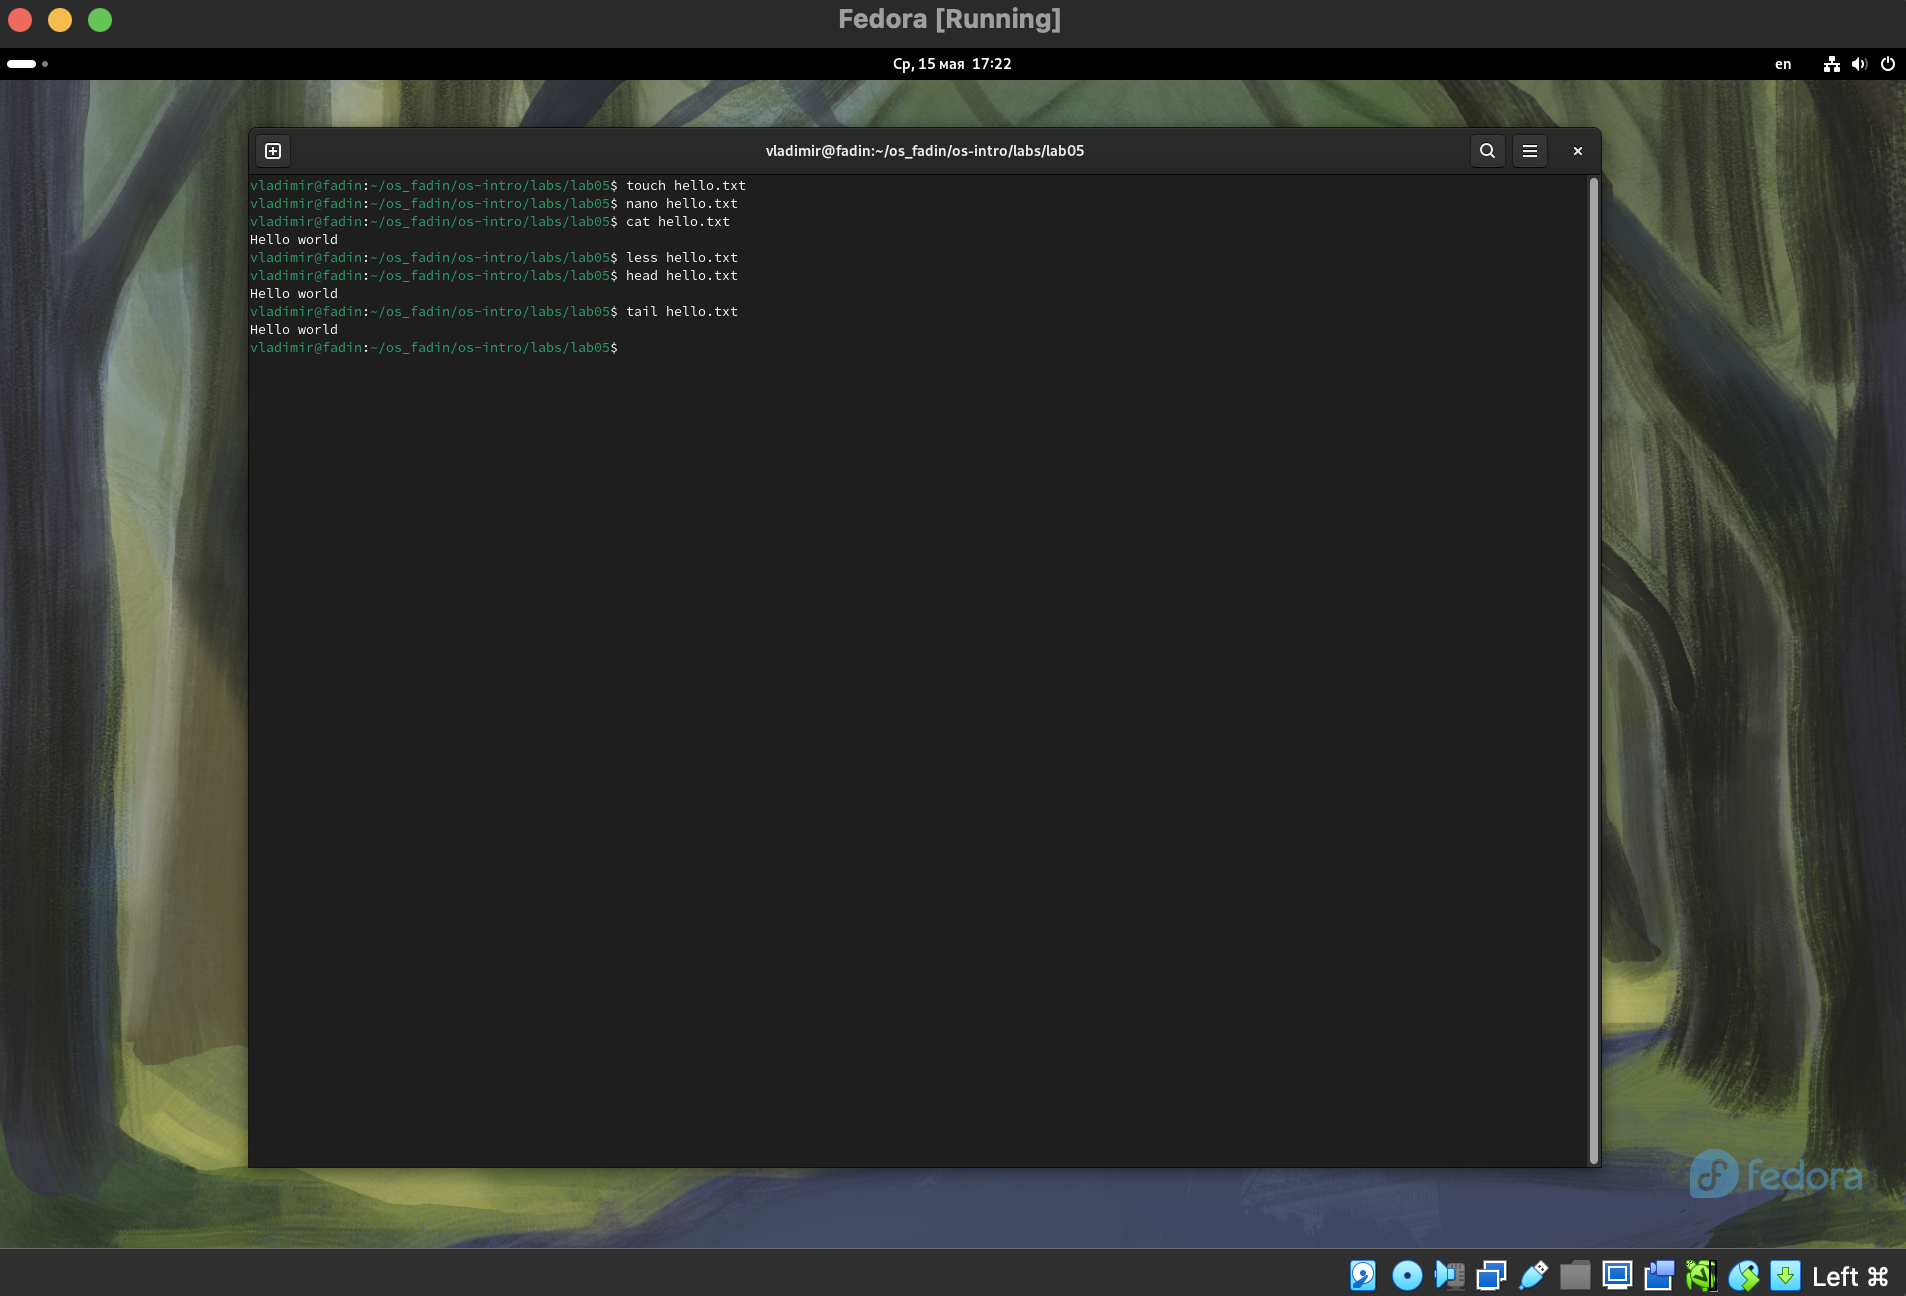 Fedora [Running]
Ср, 15 мая 17:22
en
vladimir@fadin:~/os_fadin/os-intro/labs/lab05
vladimir@fadin:~/os_fadin/os-intro/labs/lab05$ touch hello.txt
vladimir@fadin:~/os_fadin/os-intro/labs/lab05$ nano hello.txt
vladimir@fadin:~/os_fadin/os-intro/labs/lab05$ cat hello.txt
Hello world
vladimir@fadin:~/os_fadin/os-intro/labs/lab05$ less hello.txt
vladimir@fadin:~/os_fadin/os-intro/labs/lab05$ head hello.txt
Hello world
vladimir@fadin:~/os_fadin/os-intro/labs/lab05$ tail hello.txt
Hello world
vladimir@fadin:~/os_fadin/os-intro/labs/lab05$
fedora
Left ⌘